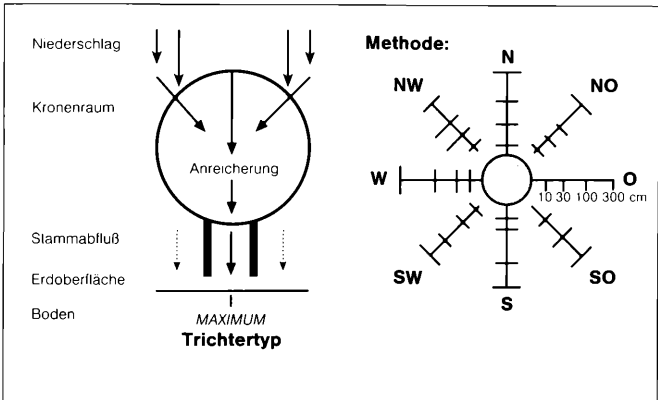 Niederschlag
Kronenraum
Anreicherung
Stammabfluß
Erdoberfläche
Boden
MAXIMUM
Trichtertyp
Methode:
N
NW
NO
W
O
10 30 100 300 cm
SW
SO
S